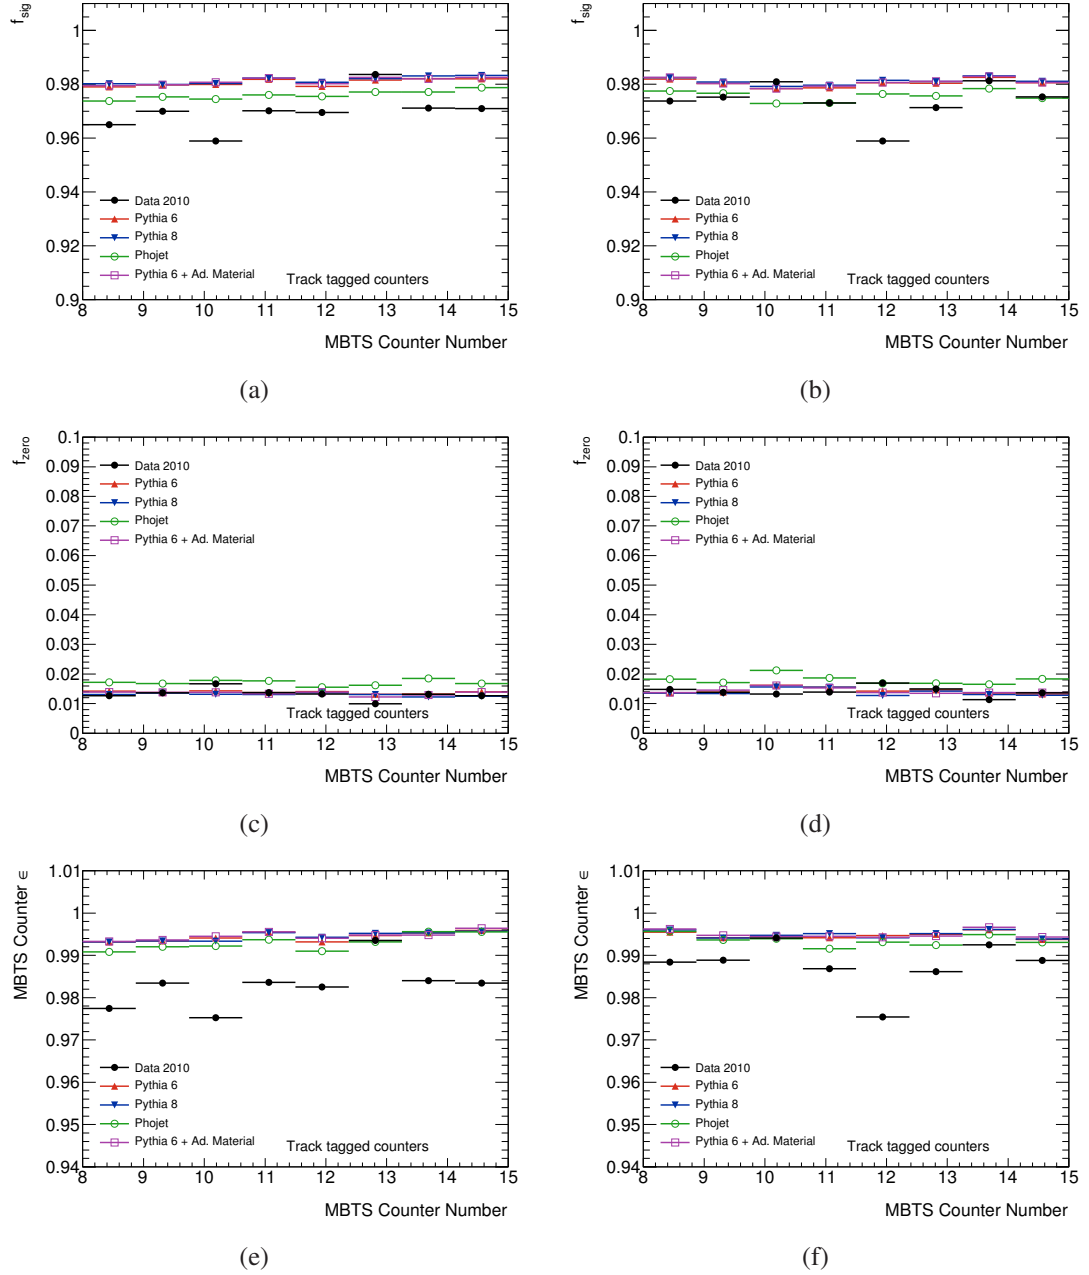 f_sig
1
0.98
0.96
0.94
0.92
0.9
Data 2010
Pythia 6
Pythia 8
Phojet
Pythia 6 + Ad. Material
Track tagged counters
8 9 10 11 12 13 14 15
MBTS Counter Number
(a)
f_sig
1
0.98
0.96
0.94
0.92
0.9
Data 2010
Pythia 6
Pythia 8
Phojet
Pythia 6 + Ad. Material
Track tagged counters
8 9 10 11 12 13 14 15
MBTS Counter Number
(b)
f_zero
0.1
0.09
0.08
0.07
0.06
0.05
0.04
0.03
0.02
0.01
0
Data 2010
Pythia 6
Pythia 8
Phojet
Pythia 6 + Ad. Material
Track tagged counters
8 9 10 11 12 13 14 15
MBTS Counter Number
(c)
f_zero
0.1
0.09
0.08
0.07
0.06
0.05
0.04
0.03
0.02
0.01
0
Data 2010
Pythia 6
Pythia 8
Phojet
Pythia 6 + Ad. Material
Track tagged counters
8 9 10 11 12 13 14 15
MBTS Counter Number
(d)
MBTS Counter ∈
1.01
1
0.99
0.98
0.97
0.96
0.95
0.94
Data 2010
Pythia 6
Pythia 8
Phojet
Pythia 6 + Ad. Material
Track tagged counters
8 9 10 11 12 13 14 15
MBTS Counter Number
(e)
MBTS Counter ∈
1.01
1
0.99
0.98
0.97
0.96
0.95
0.94
Data 2010
Pythia 6
Pythia 8
Phojet
Pythia 6 + Ad. Material
Track tagged counters
8 9 10 11 12 13 14 15
MBTS Counter Number
(f)